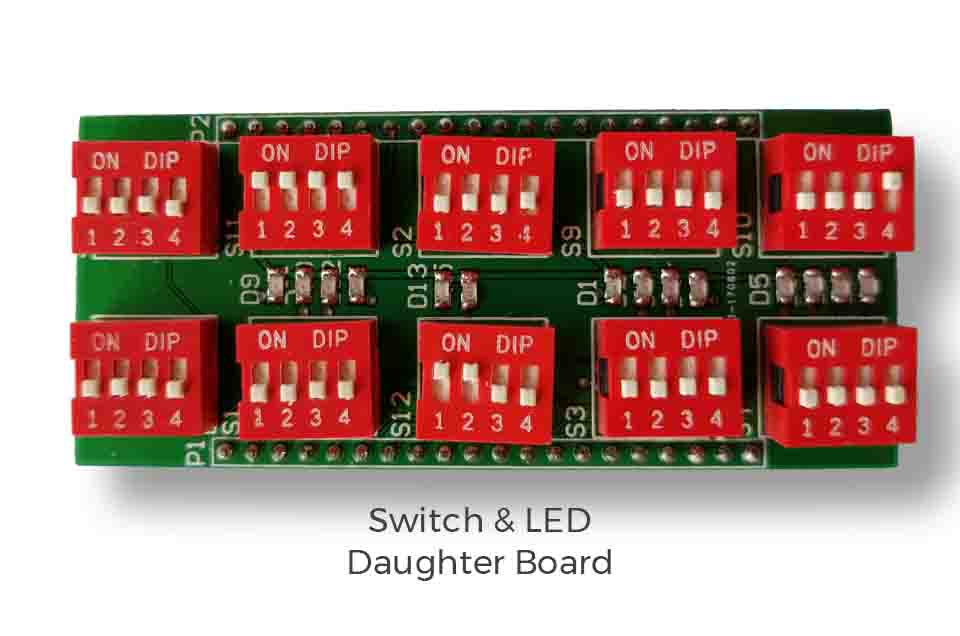 P2
ON DIP
1 2 3 4
ON DIP
1 2 3 4
S11
ON DIP
1 2 3 4
S2
ON DIP
1 2 3 4
S9
ON DIP
1 2 3 4
S10
D9
D13
D1
D5
ON DIP
1 2 3 4
ON DIP
1 2 3 4
S1
ON DIP
1 2 3 4
S12
ON DIP
1 2 3 4
S3
ON DIP
1 2 3 4
P1
Switch & LED
Daughter Board